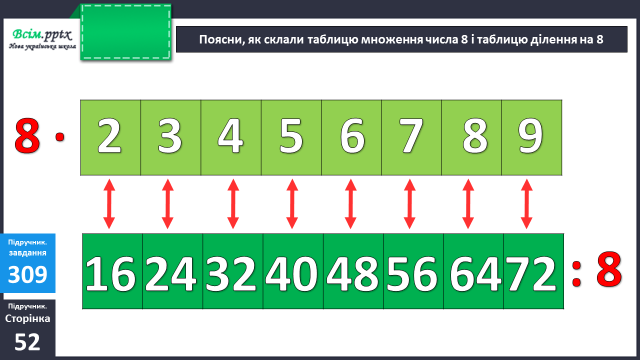 Всім.pptx
Нова українська школа
Поясни, як склали таблицю множення числа 8 і таблицю ділення на 8
8 · 2 3 4 5 6 7 8 9
16 24 32 40 48 56 64 72 : 8
Підручник.
завдання
309
Підручник.
Сторінка
52